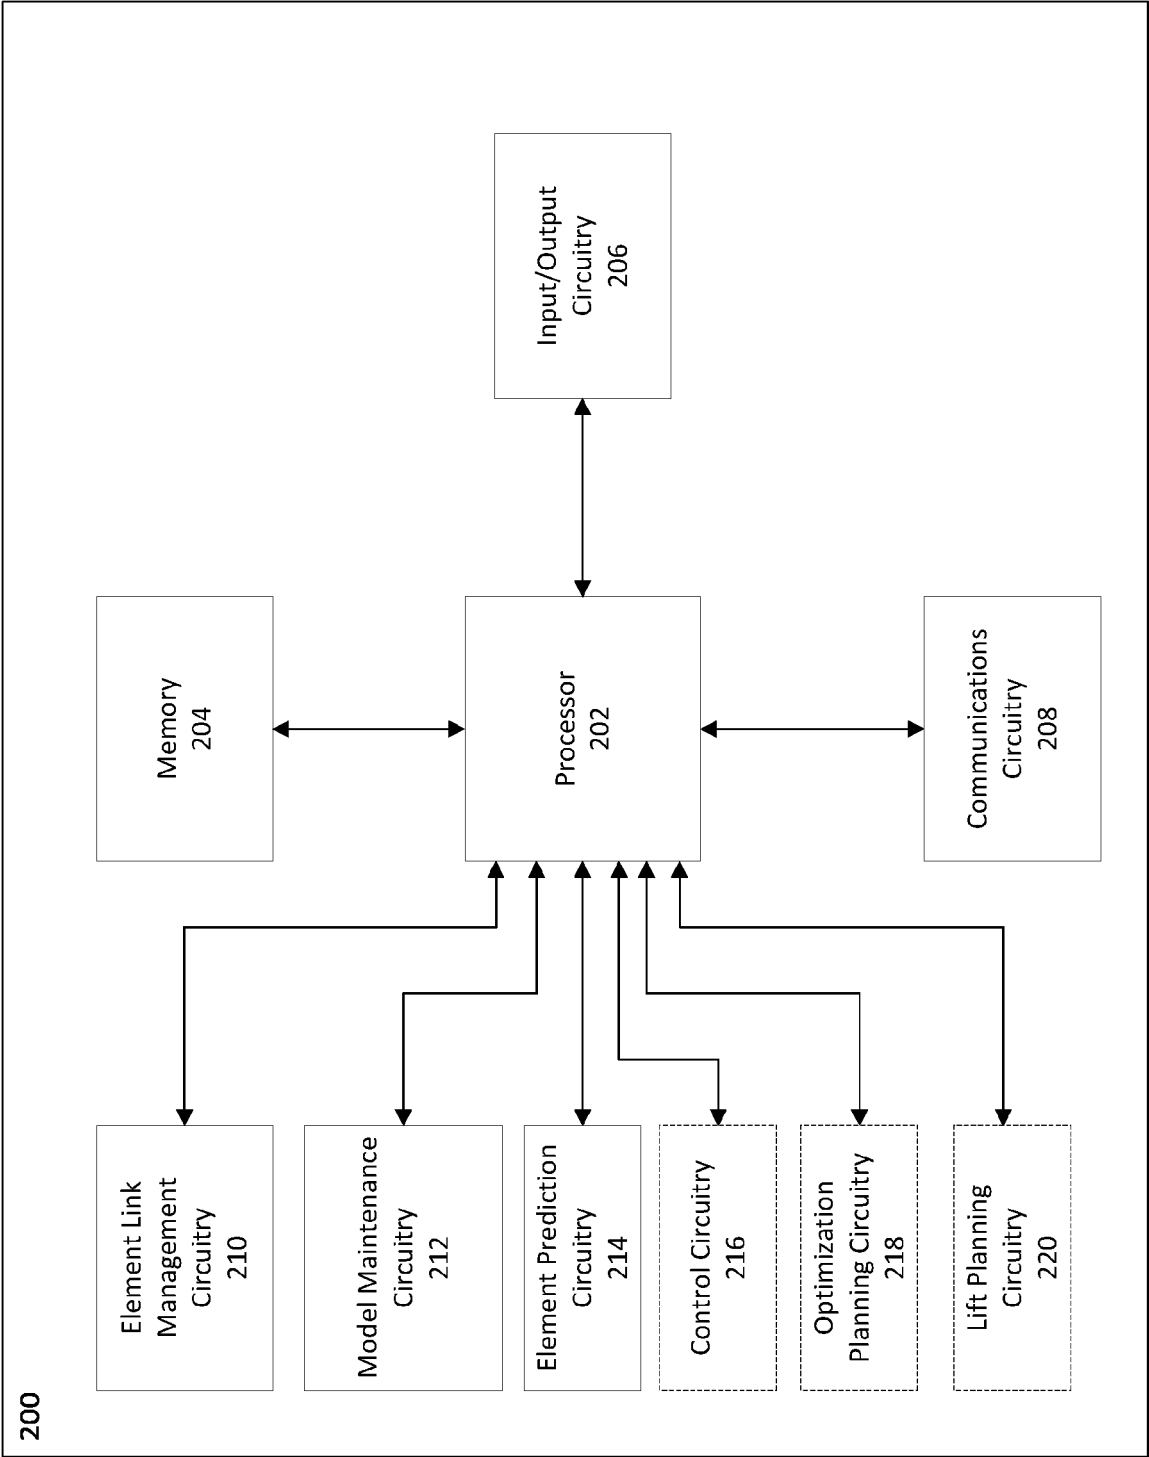 200
Element Link
Management
Circuitry
210
Memory
204
Model Maintenance
Circuitry
212
Element Prediction
Circuitry
214
Processor
202
Input/Output
Circuitry
206
Control Circuitry
216
Optimization
Planning Circuitry
218
Lift Planning
Circuitry
220
Communications
Circuitry
208